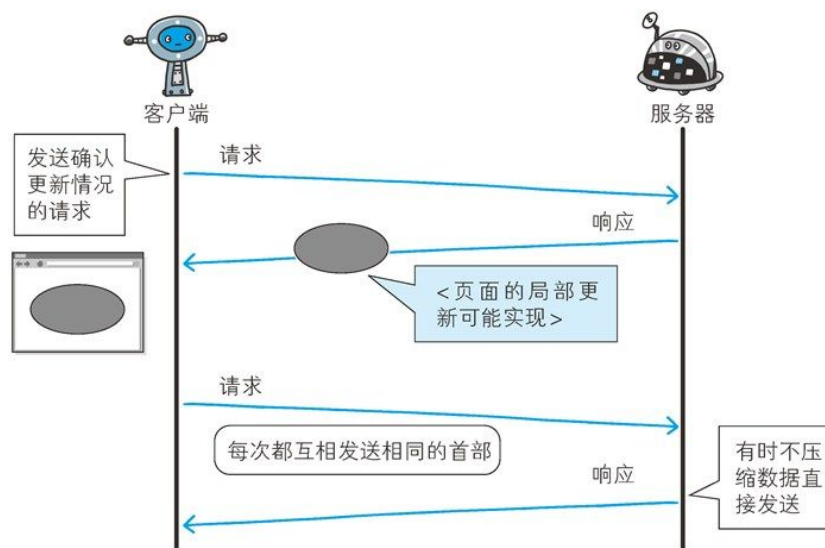 客户端
服务器
发送确认
更新情况
的请求
请求
响应
<页面的局部更
新可能实现>
请求
每次都互相发送相同的首部
响应
有时不压
缩数据直
接发送